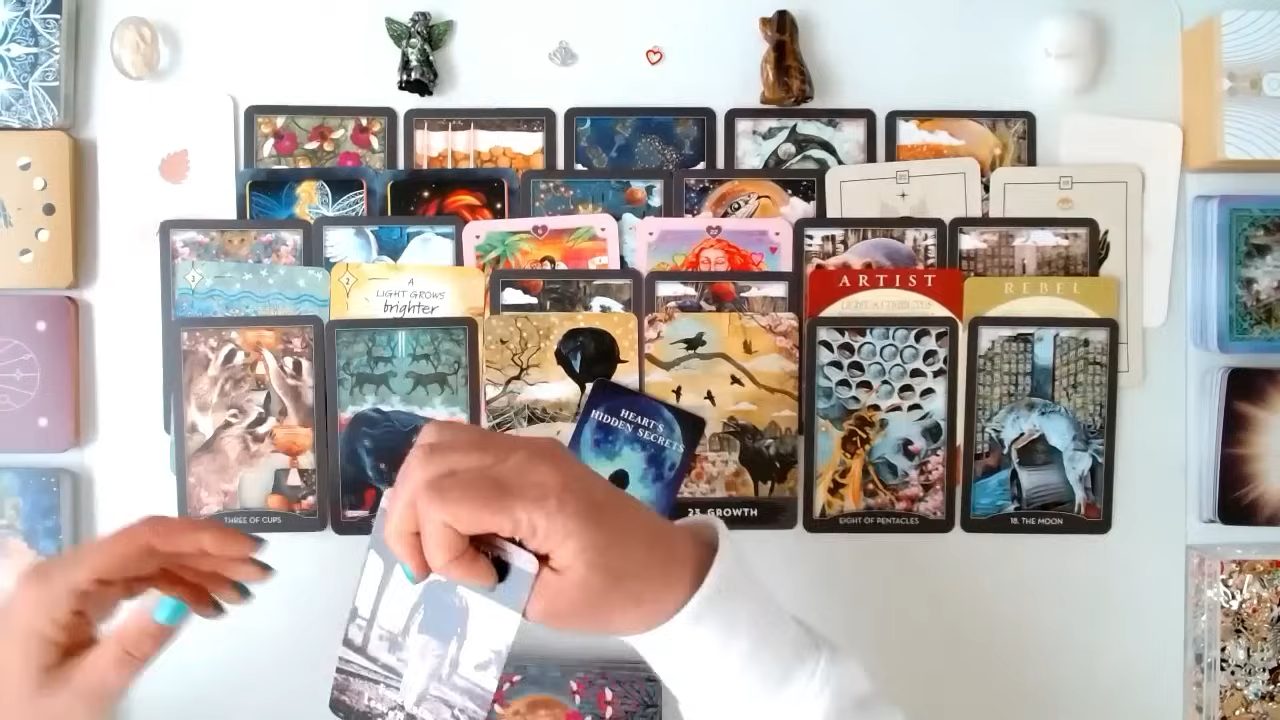 A
LIGHT GROWS
brighter
ARTIST
REBEL
HEART'S
HIDDEN SECRETS
THREE OF CUPS
23. GROWTH
EIGHT OF PENTACLES
18. THE MOON